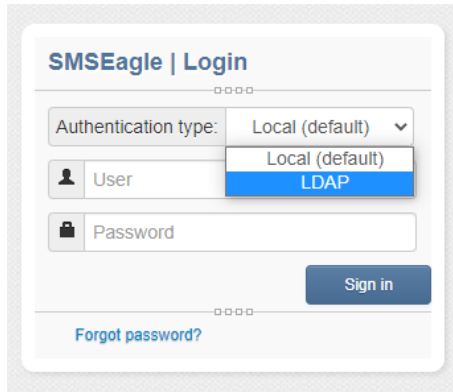 SMSEagle | Login
Authentication type: Local (default)
Local (default)
LDAP
User
Password
Sign in
Forgot password?